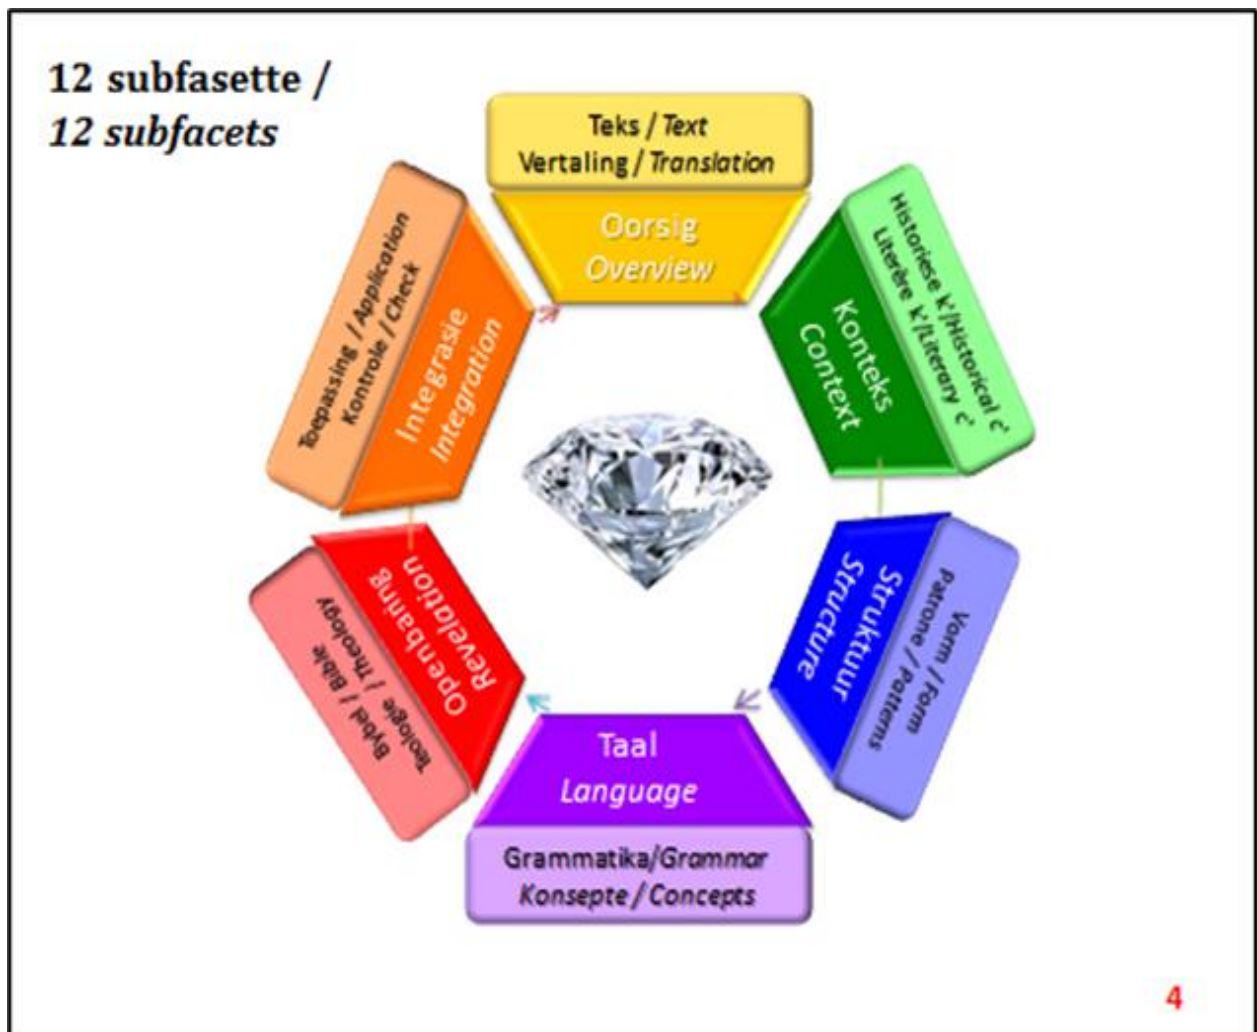 12 subfasette /
12 subfacets
Teks / Text
Vertaling / Translation
Oorsig
Overview
Historiese k'/Historical c'
Literêre k'/Literary c'
Konteks
Context
Vorm / Form
Patrone / Patterns
Struktuur
Structure
Taal
Language
Grammatika/Grammar
Konsepte / Concepts
Openbaring
Revelation
Bybel / Bible
Teologie / Theology
Toepassing / Application
Kontrole / Check
Integrasie
Integration
4